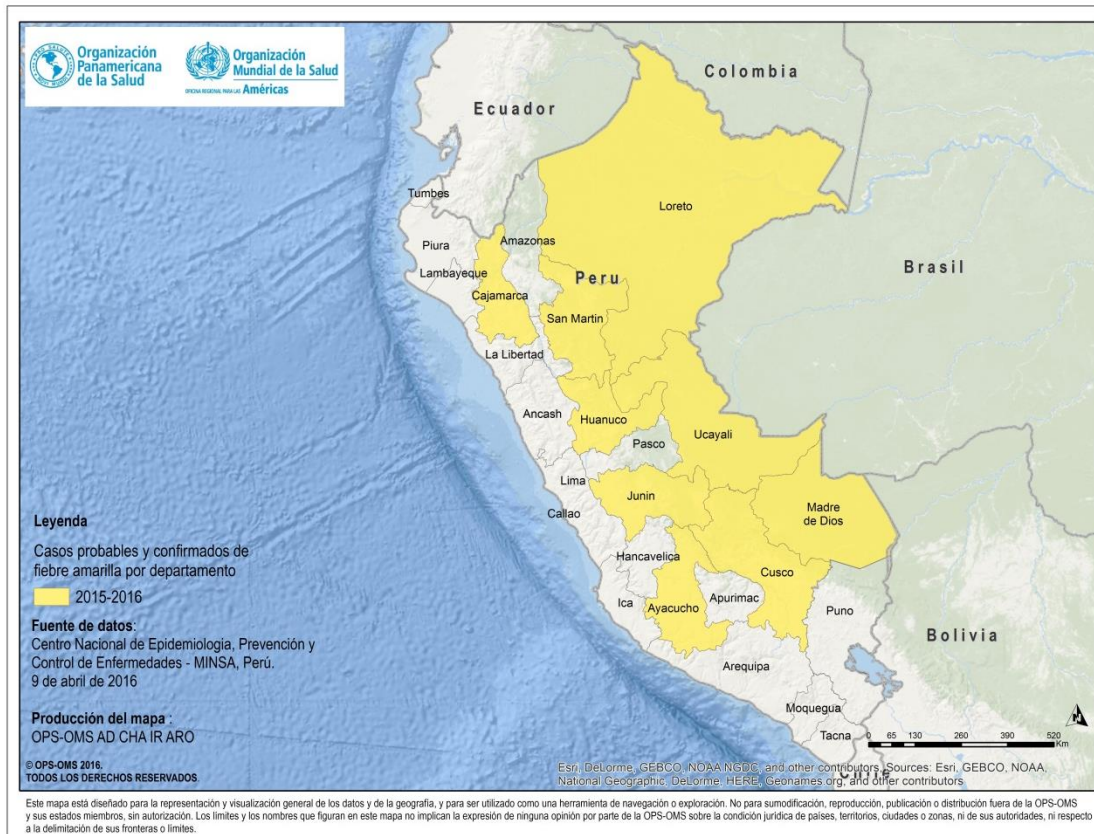 Organización
Panamericana
de la Salud
Organización
Mundial de la Salud
OFICINA REGIONAL PARA LAS Américas
Colombia
Ecuador
Tumbes
Loreto
Piura
Amazonas
Brasil
Lambayeque
Peru
Cajamarca
San Martin
La Libertad
Ancash
Huanuco
Ucayali
Pasco
Lima
Junin
Callao
Madre
de Dios
Hancavelica
Cusco
Ica
Ayacucho
Apurimac
Puno
Bolivia
Arequipa
Moquegua
Tacna
Chile
Leyenda
Casos probables y confirmados de
fiebre amarilla por departamento
2015-2016
Fuente de datos:
Centro Nacional de Epidemiologia, Prevención y
Control de Enfermedades - MINSA, Perú.
9 de abril de 2016
Producción del mapa :
OPS-OMS AD CHA IR ARO
© OPS-OMS 2016.
TODOS LOS DERECHOS RESERVADOS.
N
0 65 130 260 390 520
Km
Esri, DeLorme, GEBCO, NOAA NGDC, and other contributors, Sources: Esri, GEBCO, NOAA,
National Geographic, DeLorme, HERE, Geonames.org, and other contributors
Este mapa está diseñado para la representación y visualización general de los datos y de la geografía, y para ser utilizado como una herramienta de navegación o exploración. No para sumodificación, reproducción, publicación o distribución fuera de la OPS-OMS
y sus estados miembros, sin autorización. Los límites y los nombres que figuran en este mapa no implican la expresión de ninguna opinión por parte de la OPS-OMS sobre la condición jurídica de países, territorios, ciudades o zonas, ni de sus autoridades, ni respecto
a la delimitación de sus fronteras o límites.